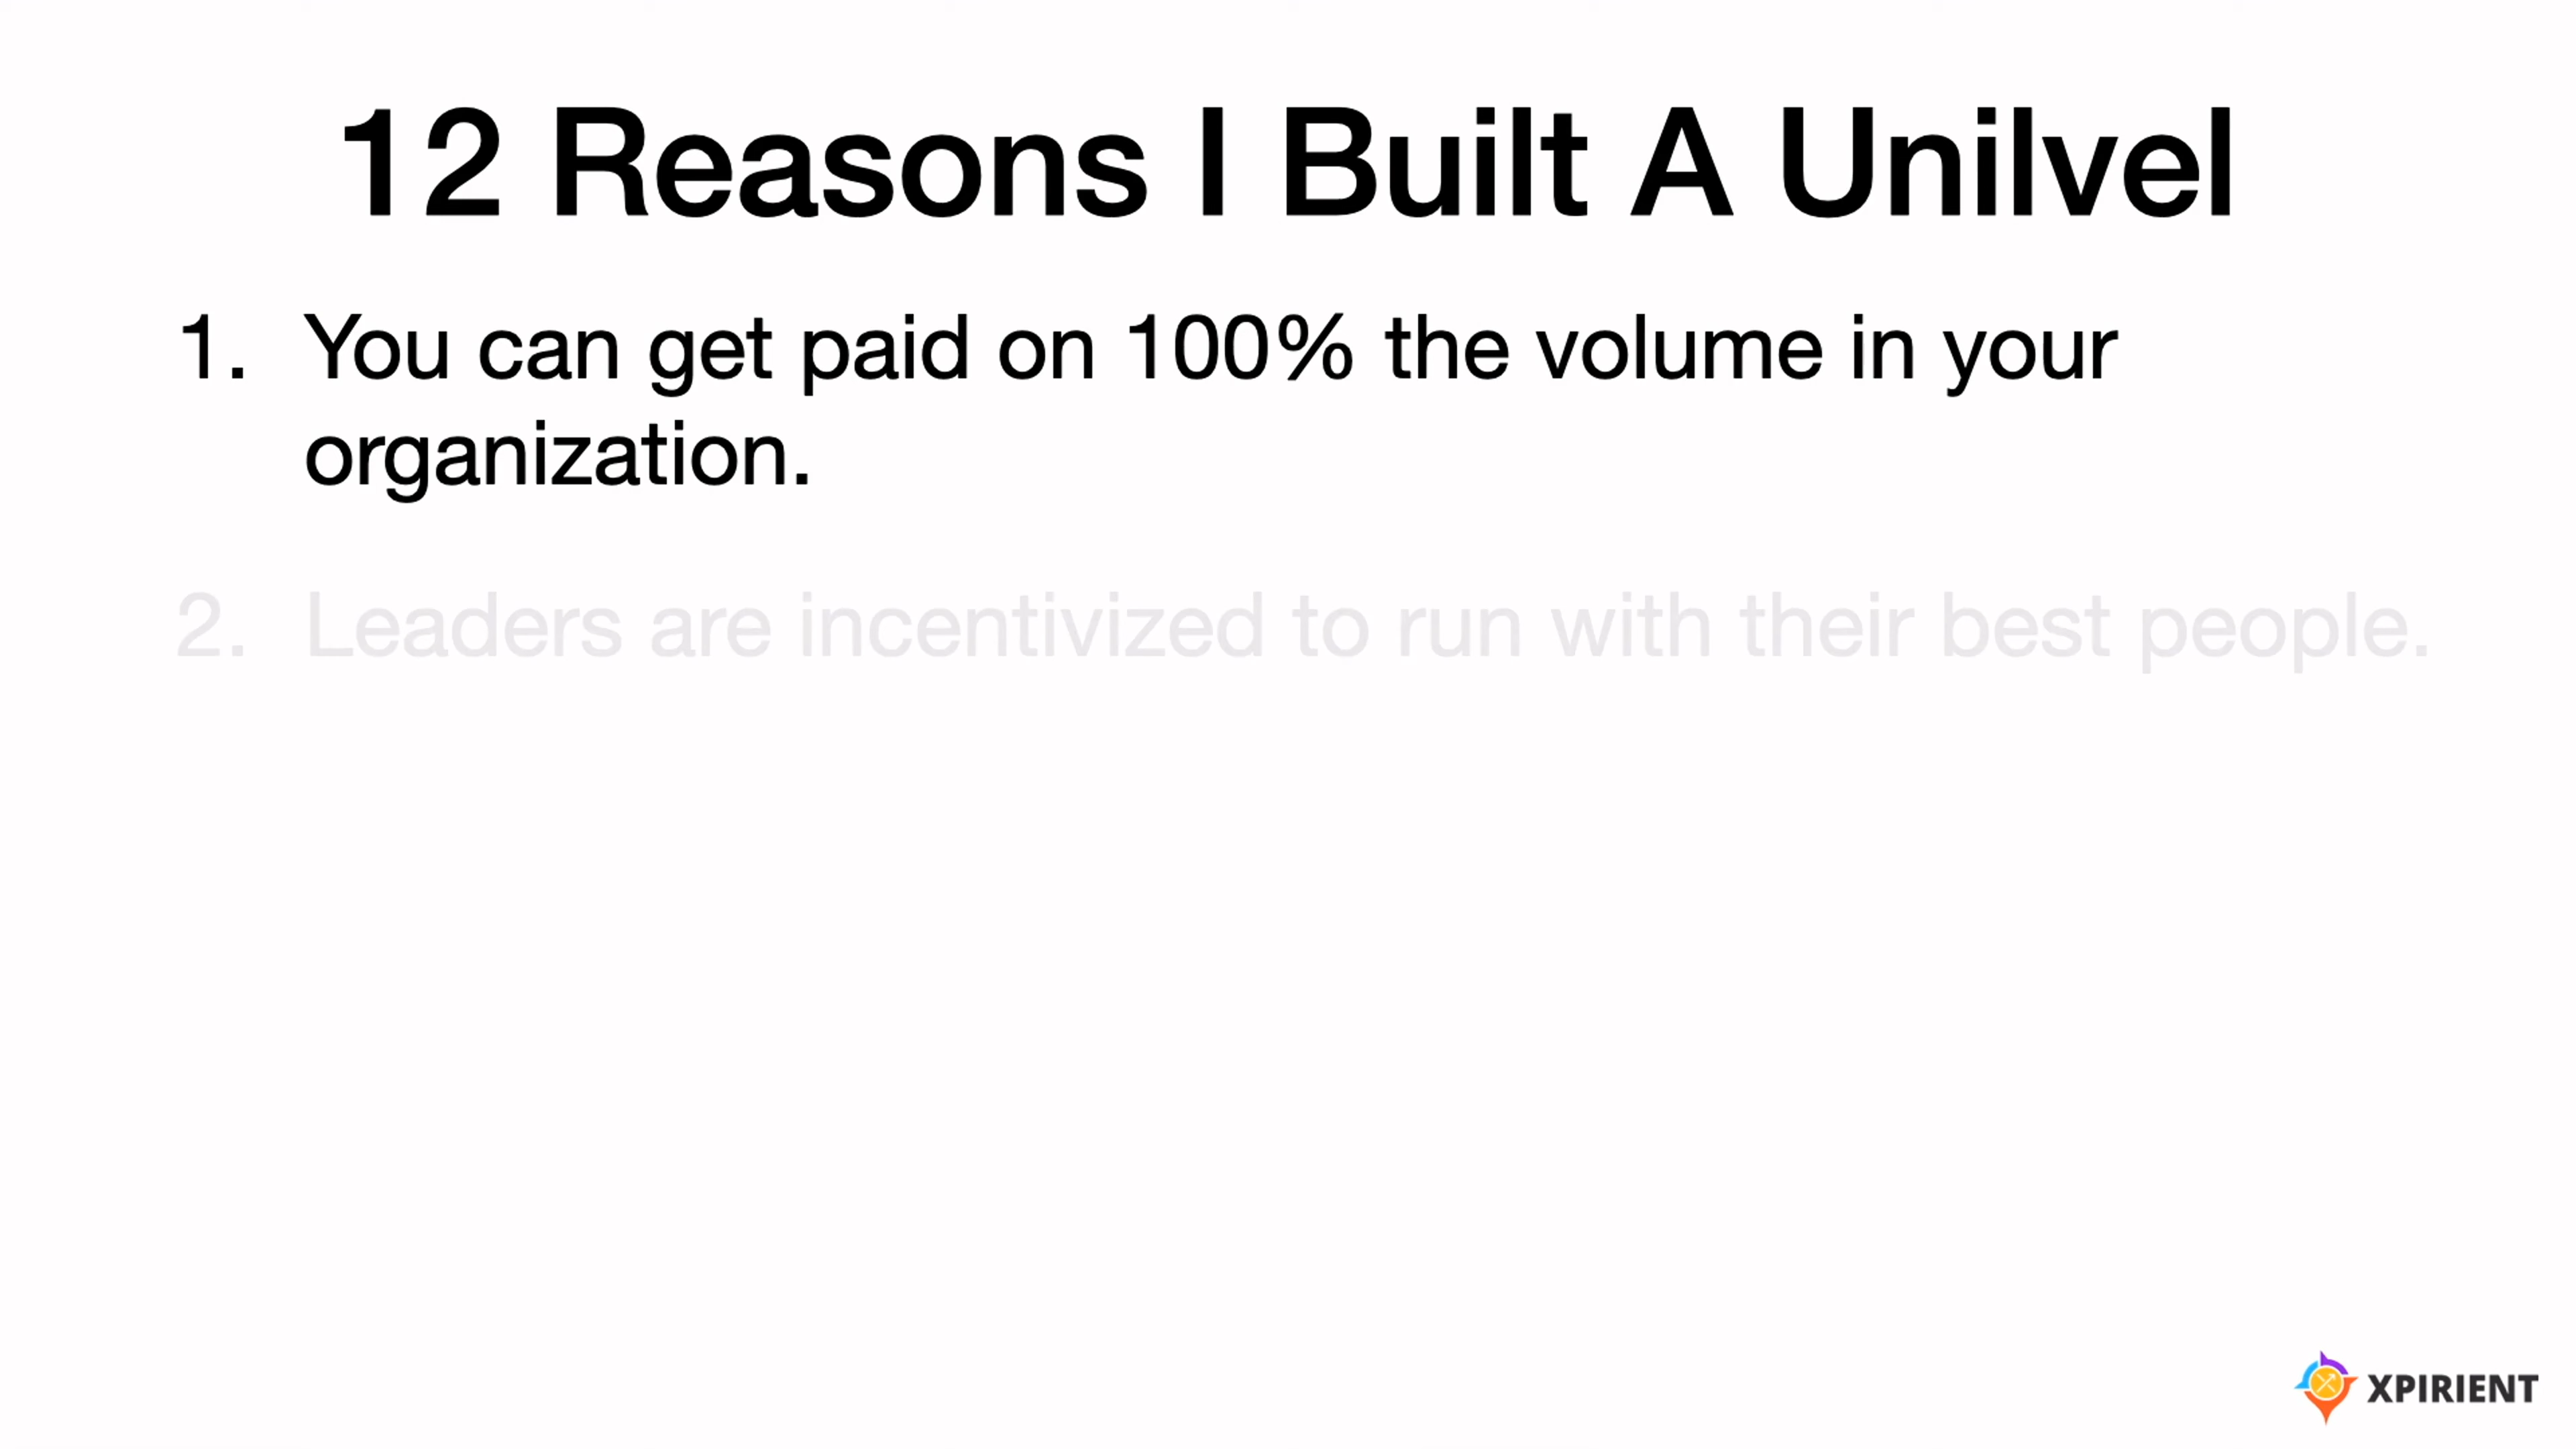 12 Reasons I Built A Unilvel
1. You can get paid on 100% the volume in your
organization.
2. Leaders are incentivized to run with their best people.
XPIRIENT